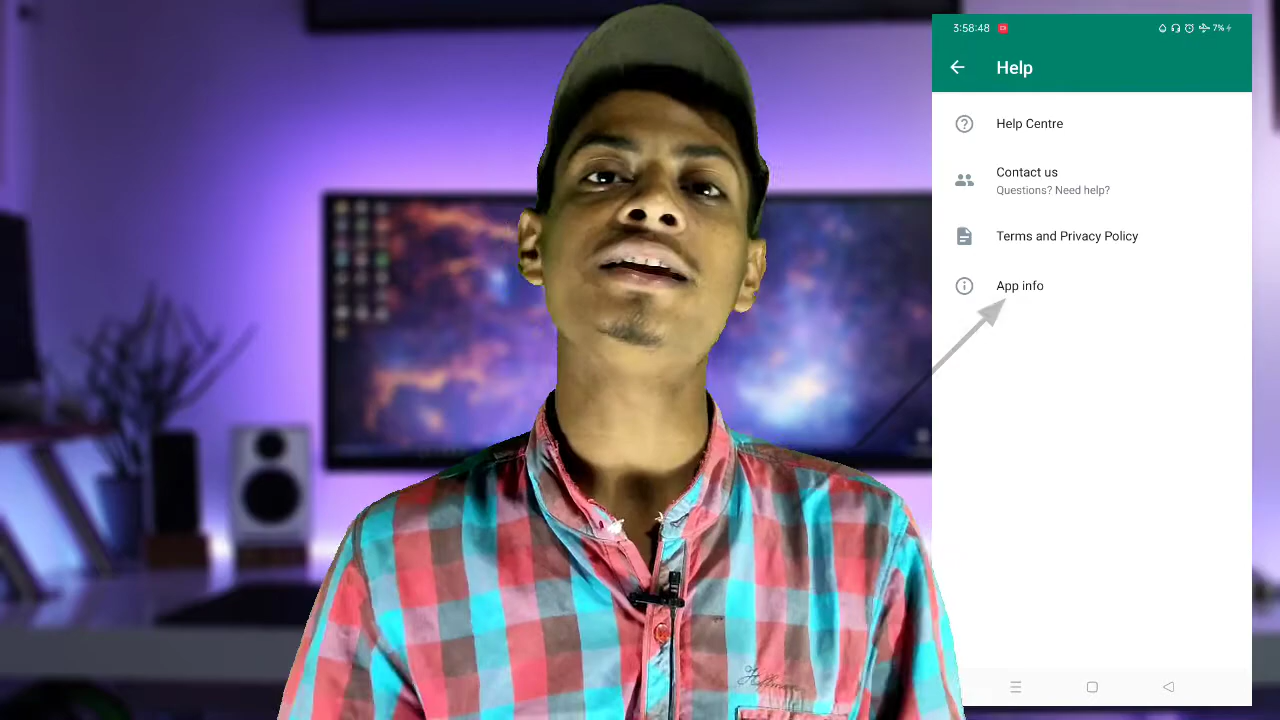 3:58:48
7%
Help
Help Centre
Contact us
Questions? Need help?
Terms and Privacy Policy
App info